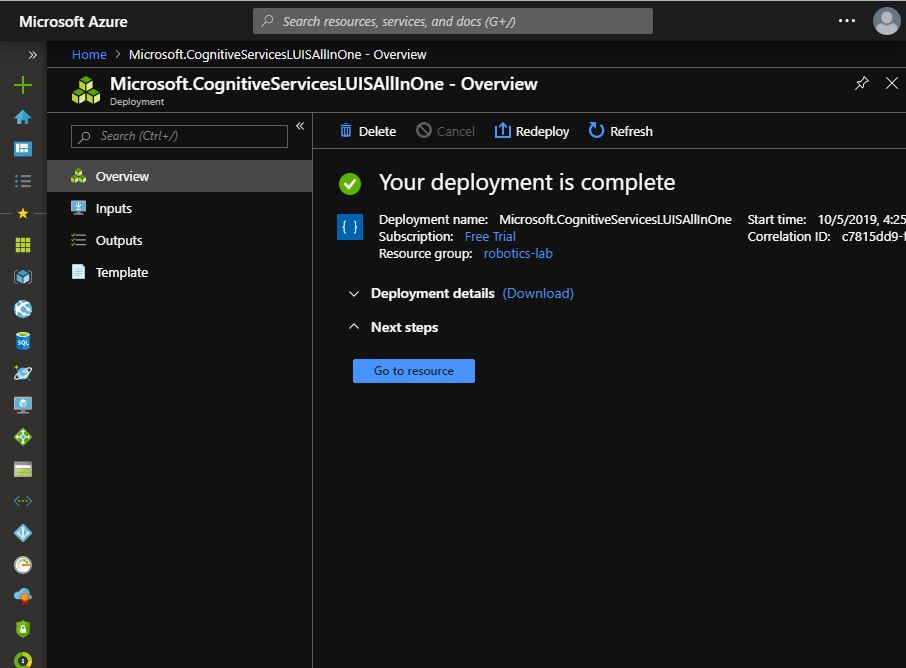 Microsoft Azure
Search resources, services, and docs (G+/)
Home > Microsoft.CognitiveServicesLUISAllInOne - Overview
Microsoft.CognitiveServicesLUISAllInOne - Overview
Deployment
Search (Ctrl+/)
Overview
Inputs
Outputs
Template
Delete Cancel Redeploy Refresh
Your deployment is complete
Deployment name: Microsoft.CognitiveServicesLUISAllInOne Start time: 10/5/2019, 4:25
Subscription: Free Trial Correlation ID: c7815dd9-f
Resource group: robotics-lab
Deployment details (Download)
Next steps
Go to resource
SQL